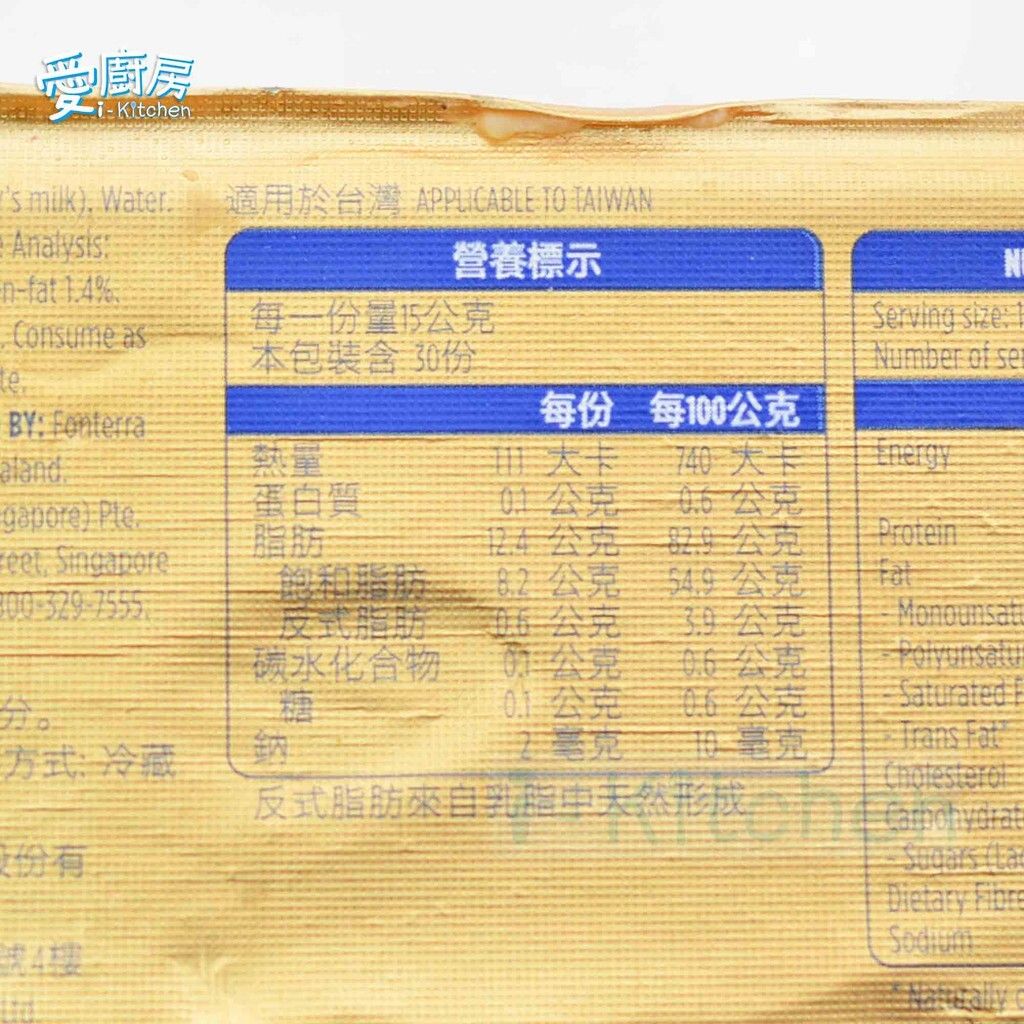 愛廚房
i-Kitchen
's milk), Water.
Analysis:
n-fat 1.4%.
, Consume as
te.
BY: Fonterra
aland.
gapore) Pte.
reet, Singapore
800-329-7555.
分。
方式: 冷藏
份有
號4樓
Ltd.
適用於台灣 APPLICABLE TO TAIWAN
營養標示
每一份量15公克
本包裝含 30份
每份 每100公克
熱量 111 大卡 740 大卡
蛋白質 0.1 公克 0.6 公克
脂肪 12.4 公克 82.9 公克
飽和脂肪 8.2 公克 54.9 公克
反式脂肪 0.6 公克 3.9 公克
碳水化合物 0.1 公克 0.6 公克
糖 0.1 公克 0.6 公克
鈉 2 毫克 10 毫克
反式脂肪來自乳脂中天然形成
i-Kitchen
NU
Serving size: 1
Number of se
Energy
Protein
Fat
- Monounsatu
- Polyunsatu
- Saturated F
- Trans Fat*
Cholesterol
Carbohydrat
- Sugars (Lac
Dietary Fibre
Sodium
* Naturally o